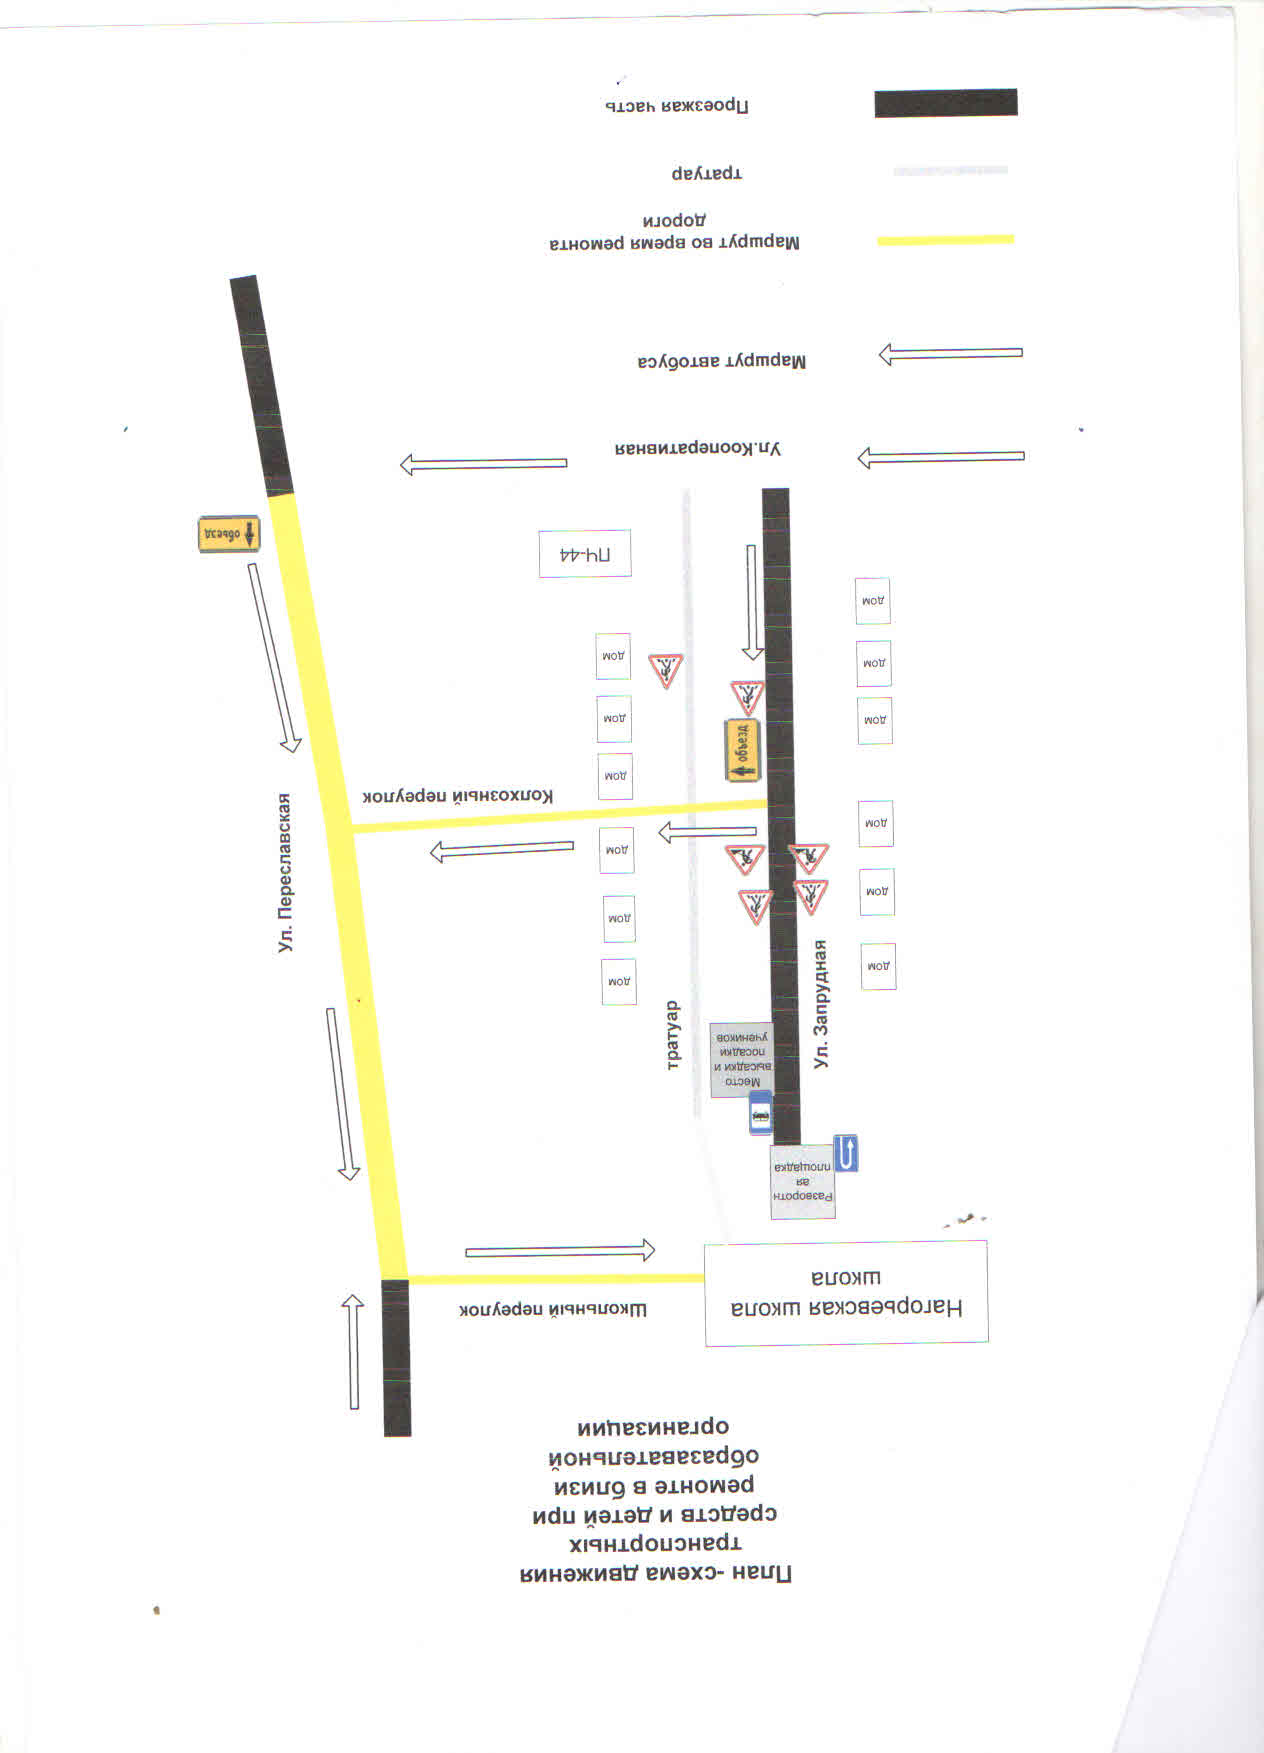 План -схема движения
транспортных
средств и детей при
ремонте в близи
образавательной
организации
Нагорьевская школа
школа
Школьный переулок
Разворотн
ая
площадка
Место
высадки и
посадки
учеников
тратуар
Ул. Запрудная
Ул. Переславская
дом
дом
дом
дом
дом
дом
дом
дом
дом
дом
дом
дом
Колхозный переулок
объезд
объезд
ПЧ-44
Ул.Кооперативная
Маршрут автобуса
Маршрут во время ремонта
дороги
тратуар
Проезжая часть